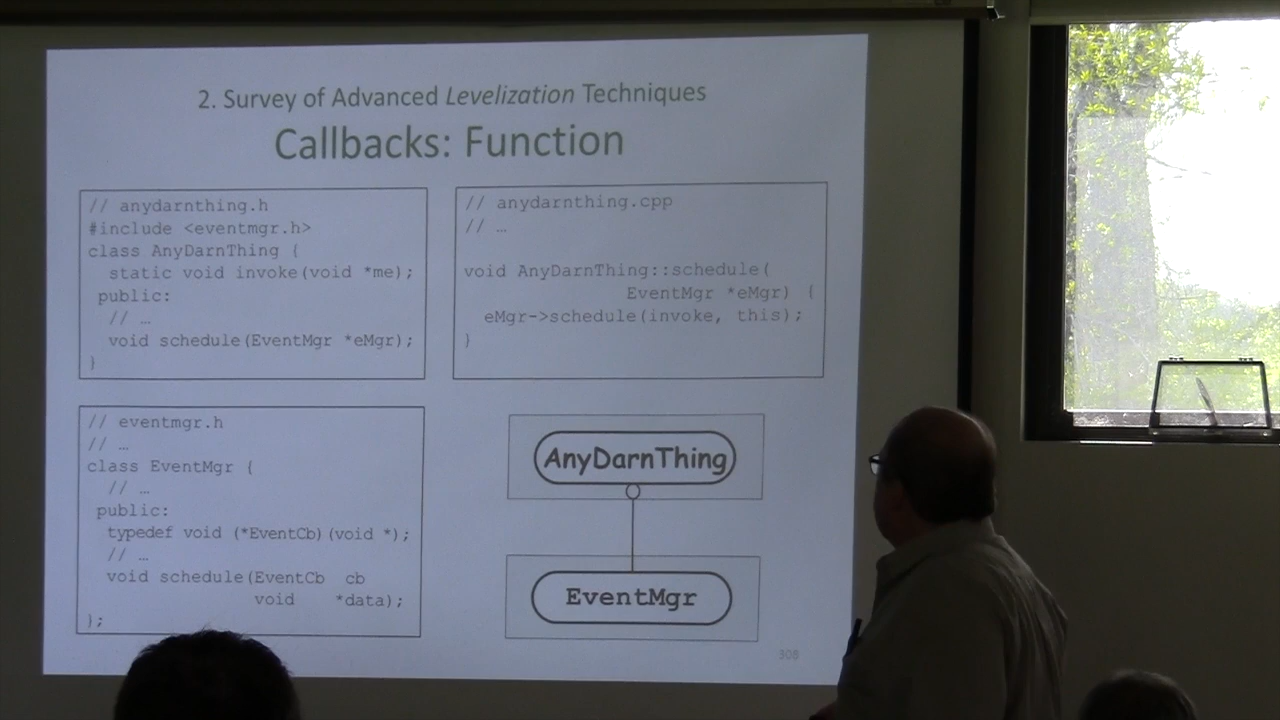 2. Survey of Advanced Levelization Techniques
Callbacks: Function
// anydarnthing.h
#include <eventmgr.h>
class AnyDarnThing {
static void invoke(void *me);
public:
// …
void schedule(EventMgr *eMgr);
}
// anydarnthing.cpp
// …
void AnyDarnThing::schedule(
EventMgr *eMgr) {
eMgr->schedule(invoke, this);
}
// eventmgr.h
// …
class EventMgr {
// …
public:
typedef void (*EventCb)(void *);
// …
void schedule(EventCb cb
void *data);
};
AnyDarnThing
EventMgr
308